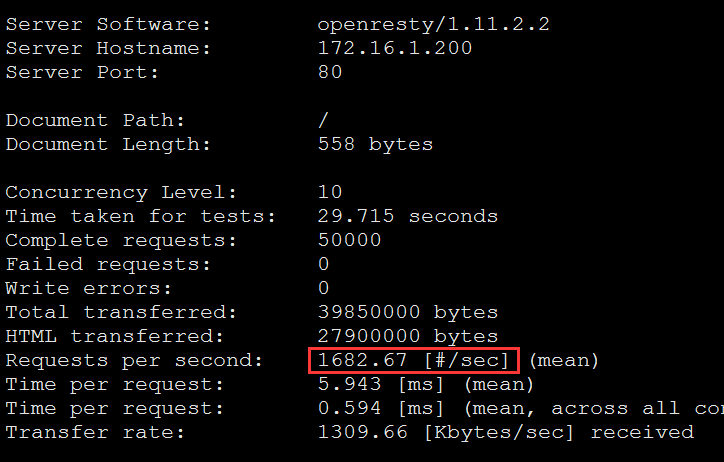 Server Software: openresty/1.11.2.2
Server Hostname: 172.16.1.200
Server Port: 80
Document Path: /
Document Length: 558 bytes
Concurrency Level: 10
Time taken for tests: 29.715 seconds
Complete requests: 50000
Failed requests: 0
Write errors: 0
Total transferred: 39850000 bytes
HTML transferred: 27900000 bytes
Requests per second: 1682.67 [#/sec] (mean)
Time per request: 5.943 [ms] (mean)
Time per request: 0.594 [ms] (mean, across all con
Transfer rate: 1309.66 [Kbytes/sec] received